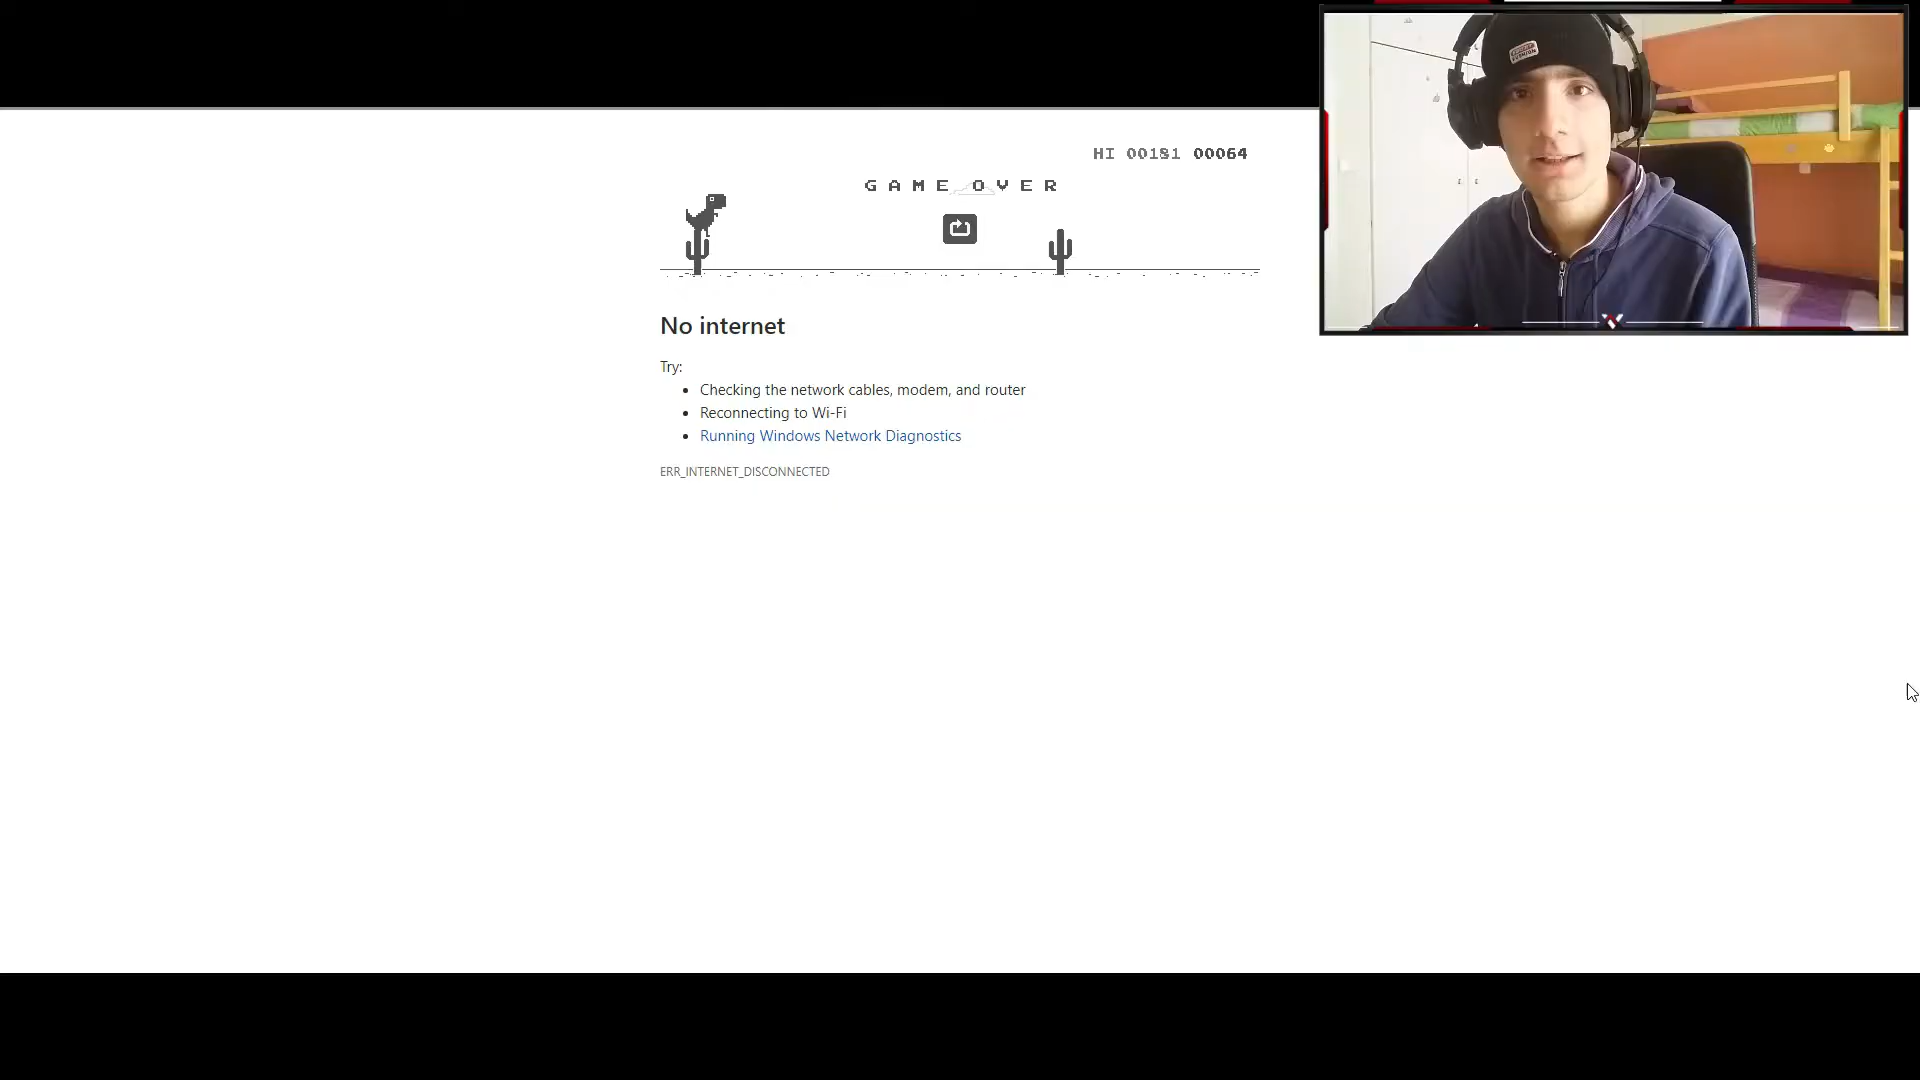 HI 00181 00064
GAME OVER
No internet
Try:
Checking the network cables, modem, and router
Reconnecting to Wi-Fi
Running Windows Network Diagnostics
ERR_INTERNET_DISCONNECTED